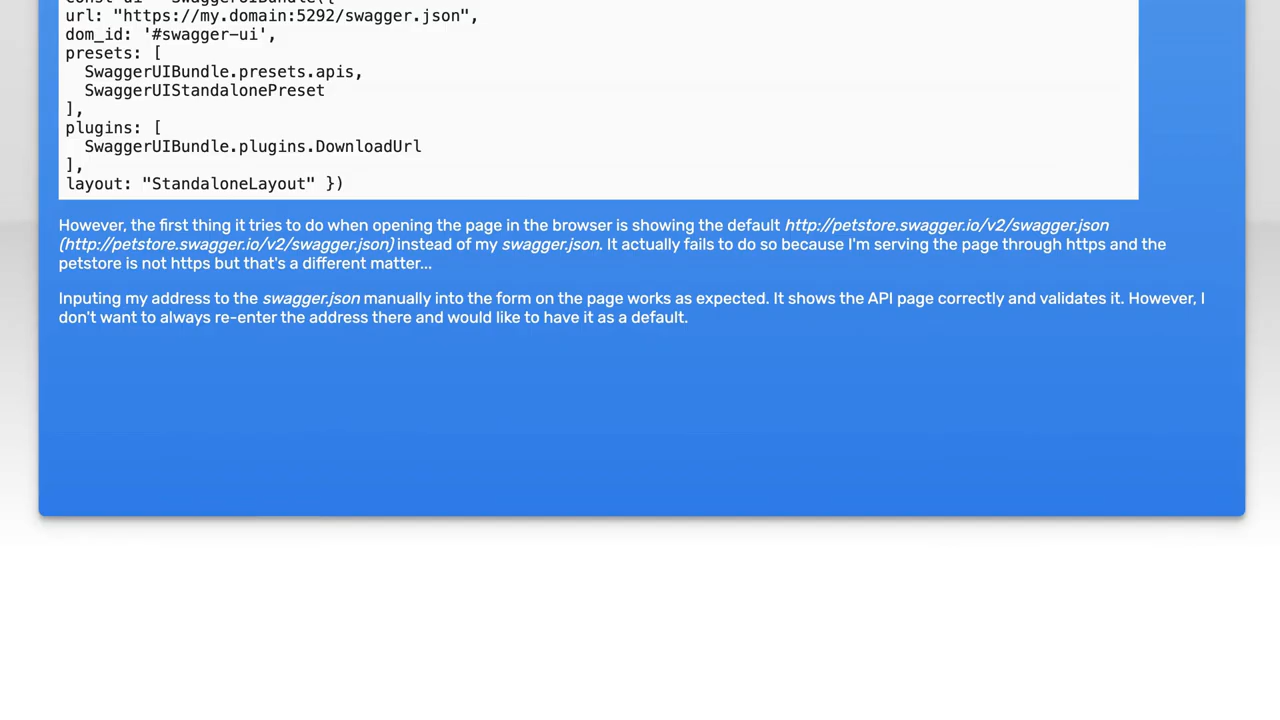 url: "https://my.domain:5292/swagger.json",
dom_id: '#swagger-ui',
presets: [
  SwaggerUIBundle.presets.apis,
  SwaggerUIStandalonePreset
],
plugins: [
  SwaggerUIBundle.plugins.DownloadUrl
],
layout: "StandaloneLayout" })
However, the first thing it tries to do when opening the page in the browser is showing the default http://petstore.swagger.io/v2/swagger.json
(http://petstore.swagger.io/v2/swagger.json) instead of my swagger.json. It actually fails to do so because I'm serving the page through https and the
petstore is not https but that's a different matter...
Inputing my address to the swagger.json manually into the form on the page works as expected. It shows the API page correctly and validates it. However, I
don't want to always re-enter the address there and would like to have it as a default.